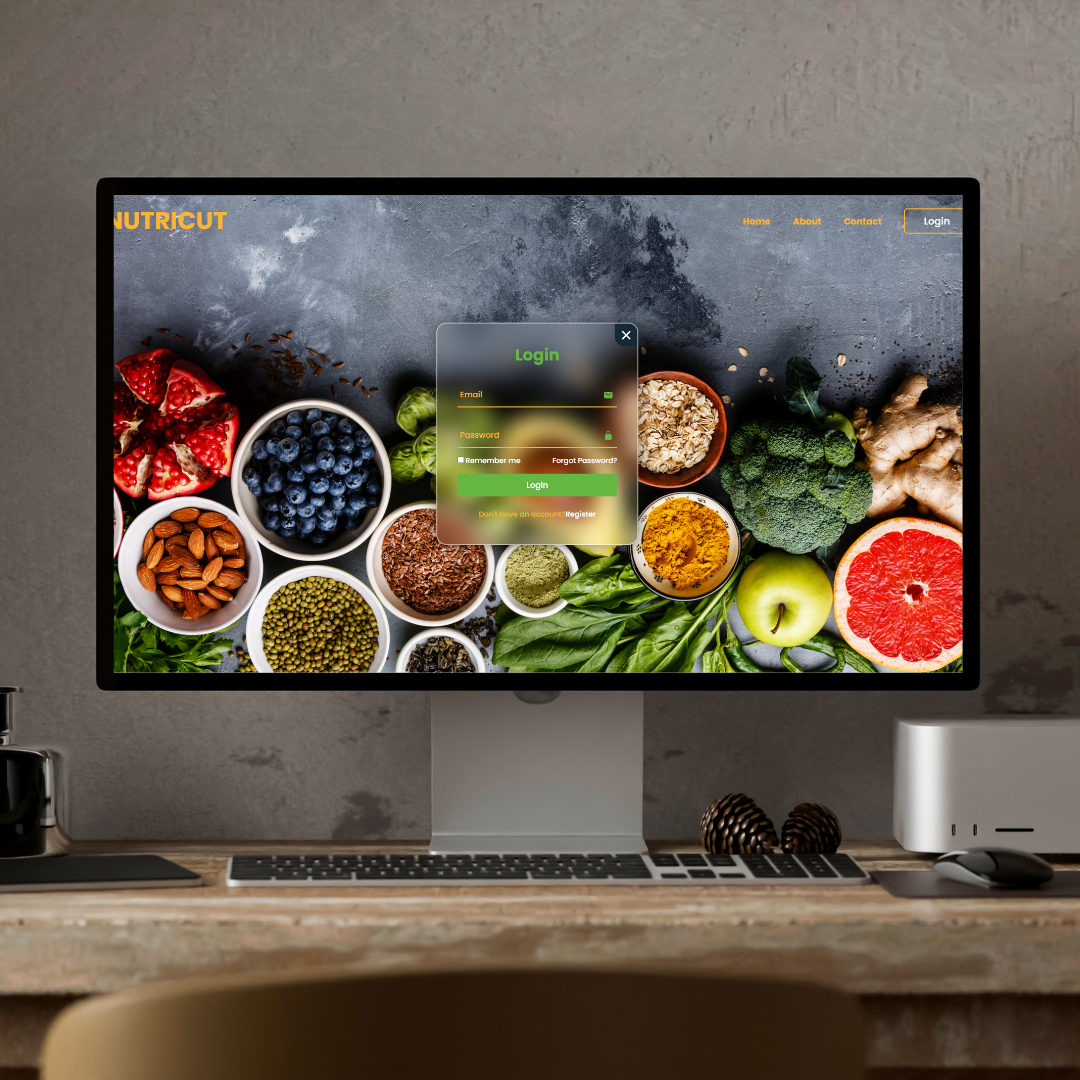 NUTRICUT
Home About Contact Login
Login
Email
Password
Remember me Forgot Password?
Login
Don't have an account?Register